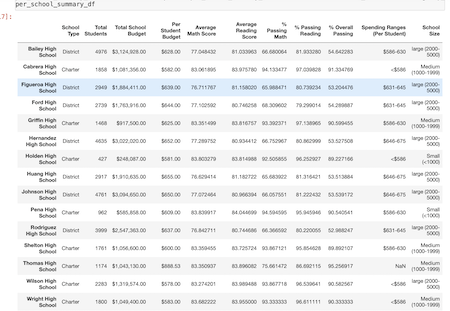 per_school_summary_df
School Type Total Students Total School Budget Per Student Budget Average Math Score Average Reading Score % Passing Math % Passing Reading % Overall Passing Spending Ranges (Per Student) School Size
Bailey High School District 4976 $3,124,928.00 $628.00 77.048432 81.033963 66.680064 81.933280 54.642283 $586-630 large (2000-5000)
Cabrera High School Charter 1858 $1,081,356.00 $582.00 83.061895 83.975780 94.133477 97.039828 91.334769 <$586 Medium (1000-1999)
Figueroa High School District 2949 $1,884,411.00 $639.00 76.711767 81.158020 65.988471 80.739234 53.204476 $631-645 large (2000-5000)
Ford High School District 2739 $1,763,916.00 $644.00 77.102592 80.746258 68.309602 79.299014 54.289887 $631-645 large (2000-5000)
Griffin High School Charter 1468 $917,500.00 $625.00 83.351499 83.816757 93.392371 97.138965 90.599455 $586-630 Medium (1000-1999)
Hernandez High School District 4635 $3,022,020.00 $652.00 77.289752 80.934412 66.752967 80.862999 53.527508 $646-675 large (2000-5000)
Holden High School Charter 427 $248,087.00 $581.00 83.803279 83.814988 92.505855 96.252927 89.227166 <$586 Small (<1000)
Huang High School District 2917 $1,910,635.00 $655.00 76.629414 81.182722 65.683922 81.316421 53.513884 $646-675 large (2000-5000)
Johnson High School District 4761 $3,094,650.00 $650.00 77.072464 80.966394 66.057551 81.222432 53.539172 $646-675 large (2000-5000)
Pena High School Charter 962 $585,858.00 $609.00 83.839917 84.044699 94.594595 95.945946 90.540541 $586-630 Small (<1000)
Rodriguez High School District 3999 $2,547,363.00 $637.00 76.842711 80.744686 66.366592 80.220055 52.988247 $631-645 large (2000-5000)
Shelton High School Charter 1761 $1,056,600.00 $600.00 83.359455 83.725724 93.867121 95.854628 89.892107 $586-630 Medium (1000-1999)
Thomas High School Charter 1174 $1,043,130.00 83.350937 83.896082 75.661472 86.692115 95.256917 NaN Medium (1000-1999)
Wilson High School Charter 2283 $1,319,574.00 $578.00 83.274201 83.989488 93.867718 96.539641 90.582567 <$586 large (2000-5000)
Wright High School Charter 1800 $1,049,400.00 $583.00 83.682222 83.955000 93.333333 96.611111 90.333333 <$586 Medium (1000-1999)